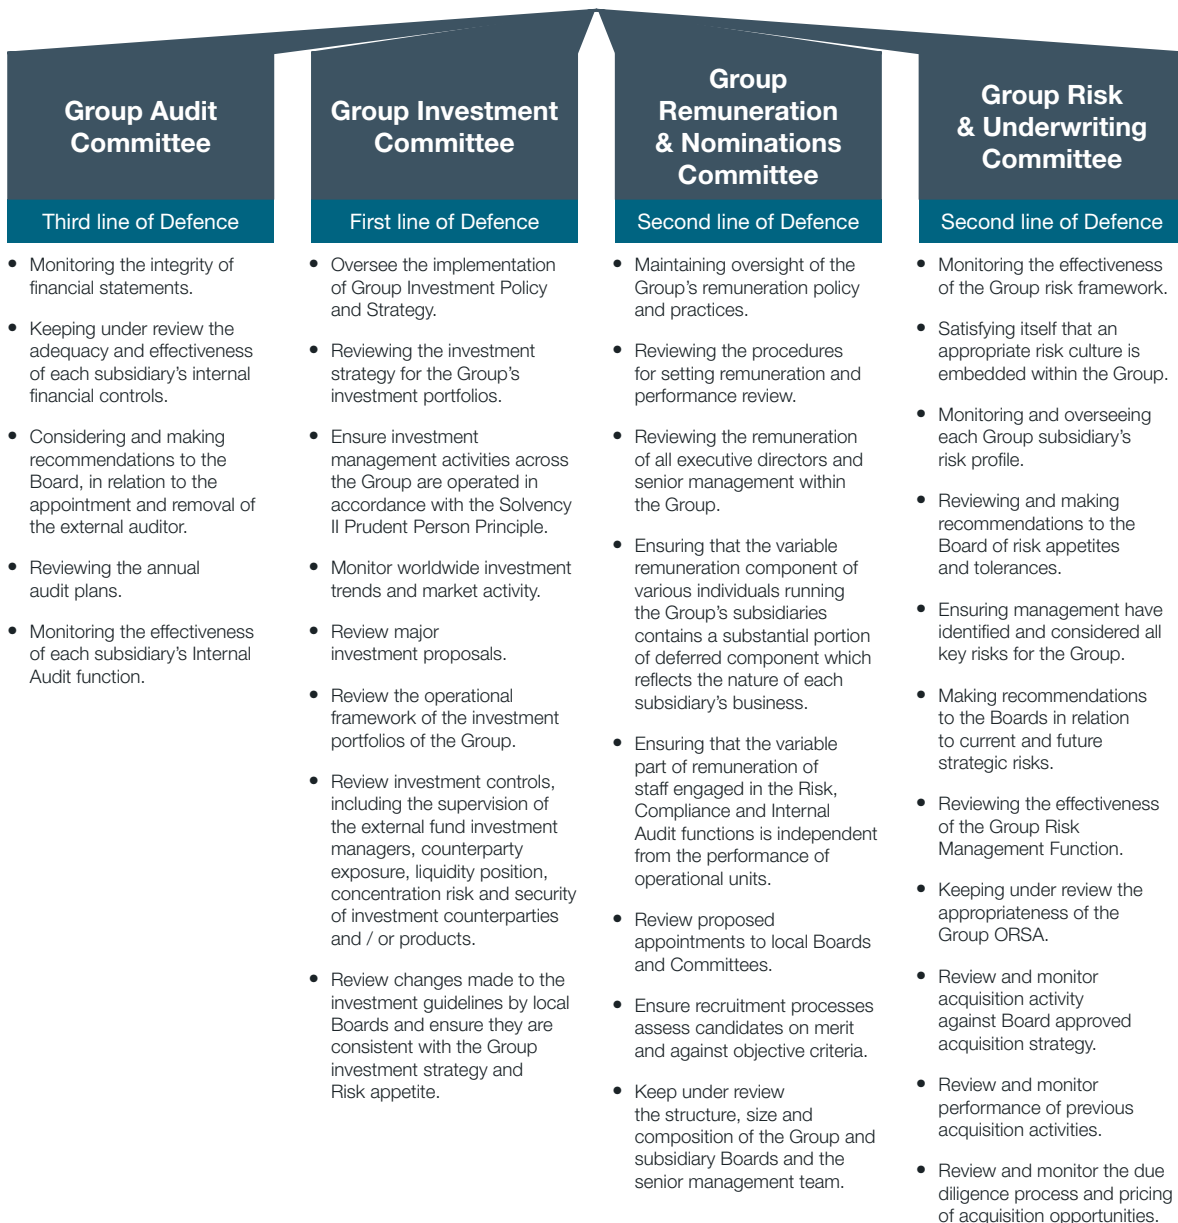 Group Audit
Committee
Third line of Defence
• Monitoring the integrity of
financial statements.
• Keeping under review the
adequacy and effectiveness
of each subsidiary's internal
financial controls.
• Considering and making
recommendations to the
Board, in relation to the
appointment and removal of
the external auditor.
• Reviewing the annual
audit plans.
• Monitoring the effectiveness
of each subsidiary's Internal
Audit function.
Group Investment
Committee
First line of Defence
• Oversee the implementation
of Group Investment Policy
and Strategy.
• Reviewing the investment
strategy for the Group's
investment portfolios.
• Ensure investment
management activities across
the Group are operated in
accordance with the Solvency
II Prudent Person Principle.
• Monitor worldwide investment
trends and market activity.
• Review major
investment proposals.
• Review the operational
framework of the investment
portfolios of the Group.
• Review investment controls,
including the supervision of
the external fund investment
managers, counterparty
exposure, liquidity position,
concentration risk and security
of investment counterparties
and / or products.
• Review changes made to the
investment guidelines by local
Boards and ensure they are
consistent with the Group
investment strategy and
Risk appetite.
Group
Remuneration
& Nominations
Committee
Second line of Defence
• Maintaining oversight of the
Group's remuneration policy
and practices.
• Reviewing the procedures
for setting remuneration and
performance review.
• Reviewing the remuneration
of all executive directors and
senior management within
the Group.
• Ensuring that the variable
remuneration component of
various individuals running
the Group's subsidiaries
contains a substantial portion
of deferred component which
reflects the nature of each
subsidiary's business.
• Ensuring that the variable
part of remuneration of
staff engaged in the Risk,
Compliance and Internal
Audit functions is independent
from the performance of
operational units.
• Review proposed
appointments to local Boards
and Committees.
• Ensure recruitment processes
assess candidates on merit
and against objective criteria.
• Keep under review
the structure, size and
composition of the Group and
subsidiary Boards and the
senior management team.
Group Risk
& Underwriting
Committee
Second line of Defence
• Monitoring the effectiveness
of the Group risk framework.
• Satisfying itself that an
appropriate risk culture is
embedded within the Group.
• Monitoring and overseeing
each Group subsidiary's
risk profile.
• Reviewing and making
recommendations to the
Board of risk appetites
and tolerances.
• Ensuring management have
identified and considered all
key risks for the Group.
• Making recommendations
to the Boards in relation
to current and future
strategic risks.
• Reviewing the effectiveness
of the Group Risk
Management Function.
• Keeping under review the
appropriateness of the
Group ORSA.
• Review and monitor
acquisition activity
against Board approved
acquisition strategy.
• Review and monitor
performance of previous
acquisition activities.
• Review and monitor the due
diligence process and pricing
of acquisition opportunities.